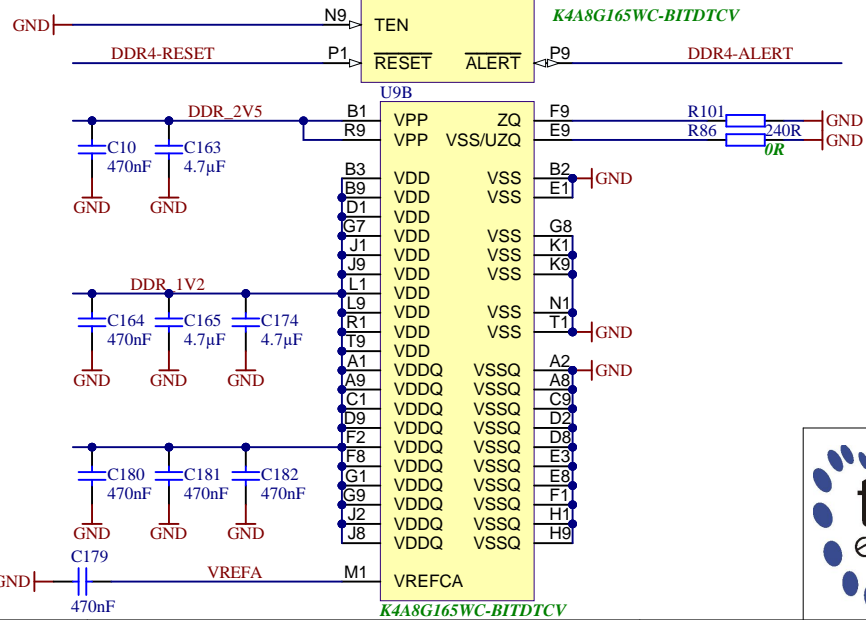 K4A8G165WC-BITDTCV
GND N9 TEN
DDR4-RESET P1 RESET ALERT P9 DDR4-ALERT
U9B
DDR_2V5 B1 VPP ZQ F9 R101 GND
R9 VPP VSS/UZQ E9 R86 240R GND
0R
C10 C163
470nF 4.7µF
GND GND
B3 VDD VSS B2 GND
B9 VDD VSS E1
D1 VDD
G7 VDD VSS G8
J1 VDD VSS K1
J9 VDD VSS K9
DDR_1V2 L1 VDD
L9 VDD VSS N1
R1 VDD VSS T1 GND
C164 C165 C174
470nF 4.7µF 4.7µF
T9 VDD
A1 VDDQ VSSQ A2 GND
GND GND GND
A9 VDDQ VSSQ A8
C1 VDDQ VSSQ C9
D9 VDDQ VSSQ D2
F2 VDDQ VSSQ D8
F8 VDDQ VSSQ E3
G1 VDDQ VSSQ E8
G9 VDDQ VSSQ F1
J2 VDDQ VSSQ H1
J8 VDDQ VSSQ H9
C180 C181 C182
470nF 470nF 470nF
GND GND GND
C179
GND VREFA M1 VREFCA
470nF
K4A8G165WC-BITDTCV